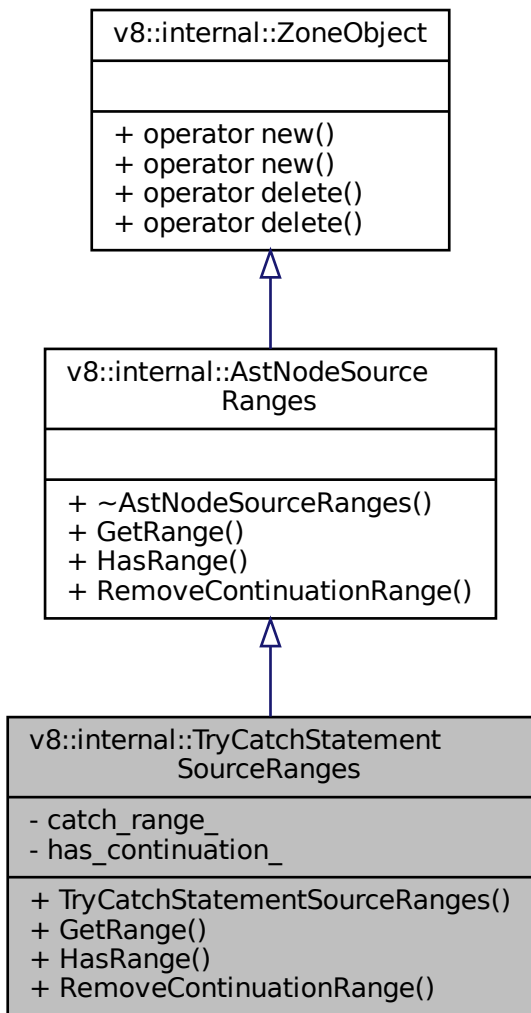 v8::internal::ZoneObject
+ operator new()
+ operator new()
+ operator delete()
+ operator delete()
v8::internal::AstNodeSource
Ranges
+ ~AstNodeSourceRanges()
+ GetRange()
+ HasRange()
+ RemoveContinuationRange()
v8::internal::TryCatchStatement
SourceRanges
- catch_range_
- has_continuation_
+ TryCatchStatementSourceRanges()
+ GetRange()
+ HasRange()
+ RemoveContinuationRange()